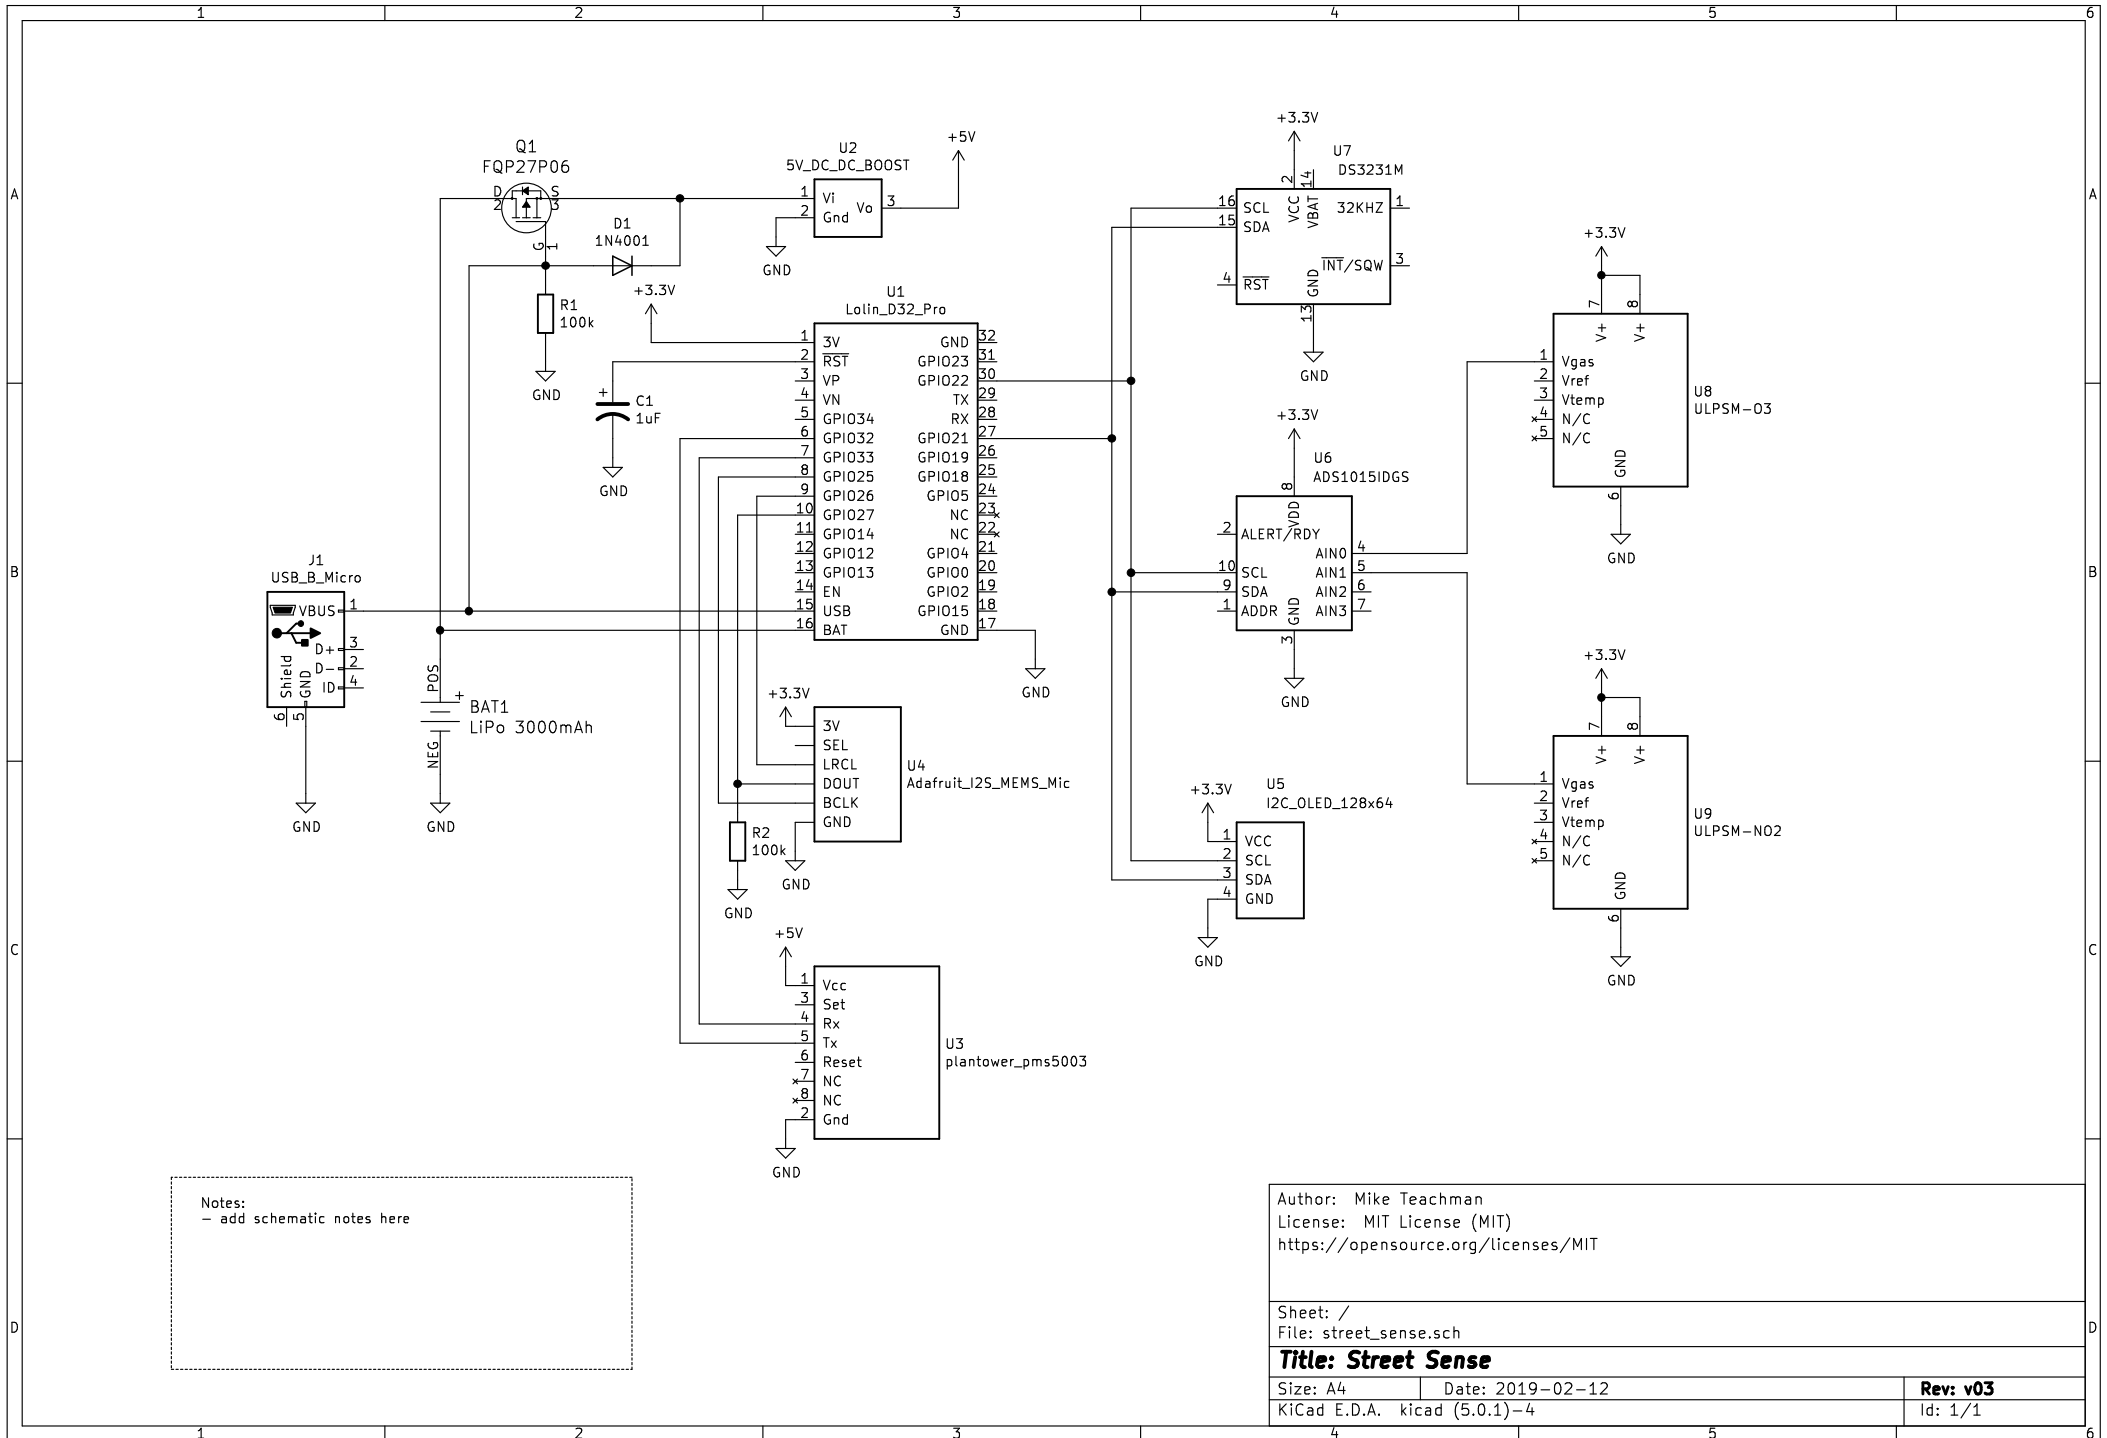 1 2 3 4 5 6
A
B
C
D
A
B
C
D
Q1
FQP27P06
D
2
S
3
G
1
D1
1N4001
R1
100k
GND
U2
5V_DC_DC_BOOST
1 Vi
2 Gnd
Vo 3
+5V
GND
+3.3V
C1
1uF
+
GND
U1
Lolin_D32_Pro
1 3V
2 RST
3 VP
4 VN
5 GPIO34
6 GPIO32
7 GPIO33
8 GPIO25
9 GPIO26
10 GPIO27
11 GPIO14
12 GPIO12
13 GPIO13
14 EN
15 USB
16 BAT
GND 32
GPIO23 31
GPIO22 30
TX 29
RX 28
GPIO21 27
GPIO19 26
GPIO18 25
GPIO5 24
NC 23
NC 22
GPIO4 21
GPIO0 20
GPIO2 19
GPIO15 18
GND 17
GND
J1
USB_B_Micro
VBUS 1
D+ 3
D- 2
ID 4
Shield
6
GND
5
GND
POS
+
BAT1
LiPo 3000mAh
NEG
GND
+3.3V
3V
SEL
LRCL
DOUT
BCLK
GND
U4
Adafruit_I2S_MEMS_Mic
R2
100k
GND
GND
+5V
1 Vcc
3 Set
4 Rx
5 Tx
6 Reset
7 NC
8 NC
2 Gnd
U3
plantower_pms5003
GND
+3.3V
U7
DS3231M
2
VCC
14
VBAT
16 SCL
15 SDA
4 RST
32KHZ 1
INT/SQW 3
GND
13
GND
+3.3V
U6
ADS1015IDGS
8
VDD
2 ALERT/RDY
10 SCL
9 SDA
1 ADDR
AIN0 4
AIN1 5
AIN2 6
AIN3 7
GND
3
GND
+3.3V
U5
I2C_OLED_128x64
1 VCC
2 SCL
3 SDA
4 GND
GND
+3.3V
7
V+
8
V+
1 Vgas
2 Vref
3 Vtemp
4 N/C
5 N/C
GND
6
U8
ULPSM-O3
GND
+3.3V
7
V+
8
V+
1 Vgas
2 Vref
3 Vtemp
4 N/C
5 N/C
GND
6
U9
ULPSM-NO2
GND
Notes:
- add schematic notes here
Author: Mike Teachman
License: MIT License (MIT)
https://opensource.org/licenses/MIT
Sheet: /
File: street_sense.sch
Title: Street Sense
Size: A4 Date: 2019-02-12 Rev: v03
KiCad E.D.A. kicad (5.0.1)-4 Id: 1/1
1 2 3 4 5 6